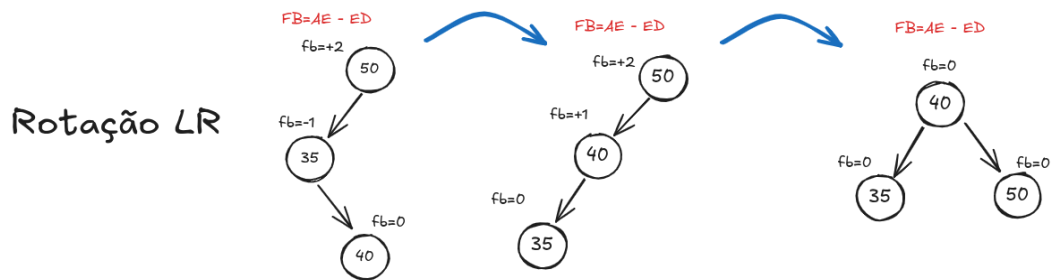 Rotação LR
FB=AE - ED
fb=+2
50
fb=-1
35
fb=0
40
FB=AE - ED
fb=+2
50
fb=+1
40
fb=0
35
FB=AE - ED
fb=0
40
fb=0
35
fb=0
50